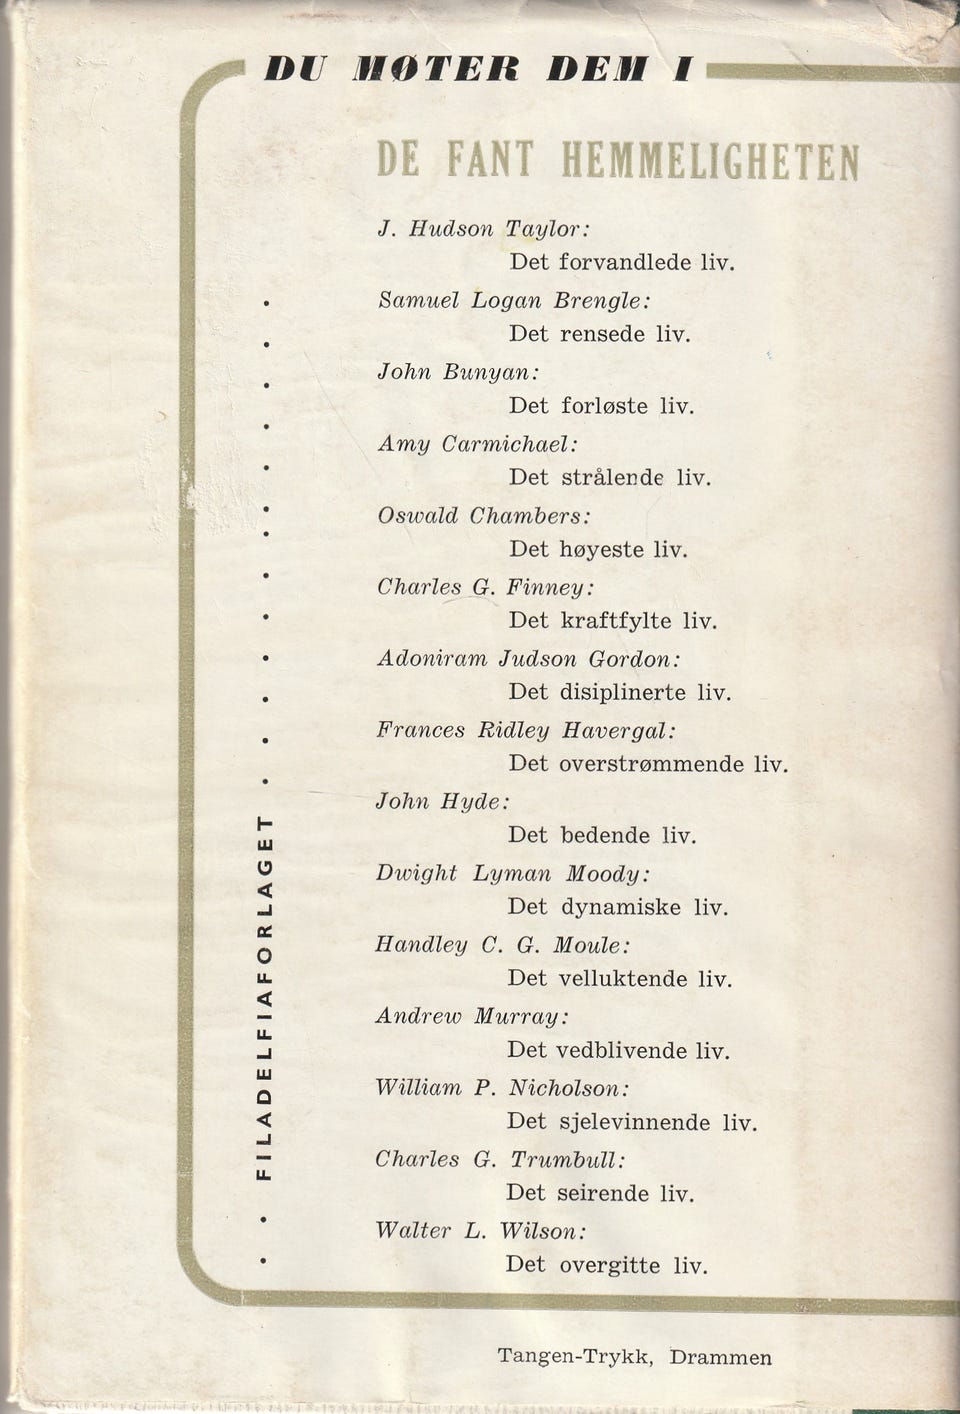 DU MØTER DEM I
DE FANT HEMMELIGHETEN
J. Hudson Taylor:
Det forvandlede liv.
Samuel Logan Brengle:
Det rensede liv.
John Bunyan:
Det forløste liv.
Amy Carmichael:
Det strålende liv.
Oswald Chambers:
Det høyeste liv.
Charles G. Finney:
Det kraftfylte liv.
Adoniram Judson Gordon:
Det disiplinerte liv.
Frances Ridley Havergal:
Det overstrømmende liv.
John Hyde:
Det bedende liv.
Dwight Lyman Moody:
Det dynamiske liv.
Handley C. G. Moule:
Det velluktende liv.
Andrew Murray:
Det vedblivende liv.
William P. Nicholson:
Det sjelevinnende liv.
Charles G. Trumbull:
Det seirende liv.
Walter L. Wilson:
Det overgitte liv.
FILADELFIAFORLAGET
Tangen-Trykk, Drammen